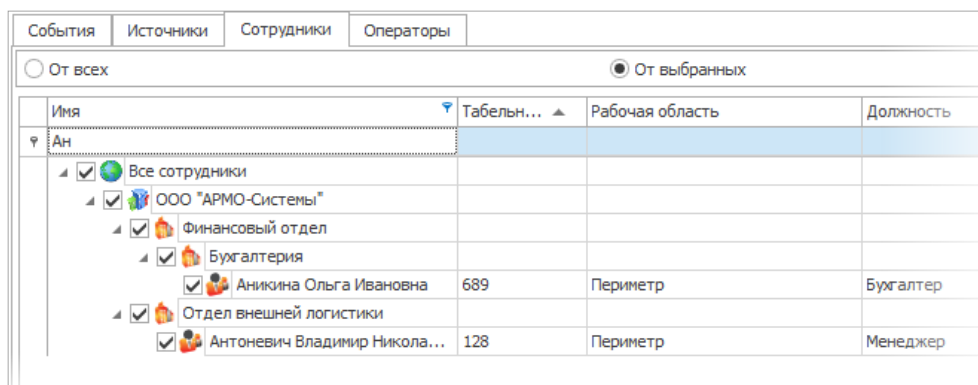 События Источники Сотрудники Операторы
От всех От выбранных
Имя Табельн... Рабочая область Должность
Ан
Все сотрудники
ООО "АРМО-Системы"
Финансовый отдел
Бухгалтерия
Аникина Ольга Ивановна 689 Периметр Бухгалтер
Отдел внешней логистики
Антоневич Владимир Никола... 128 Периметр Менеджер